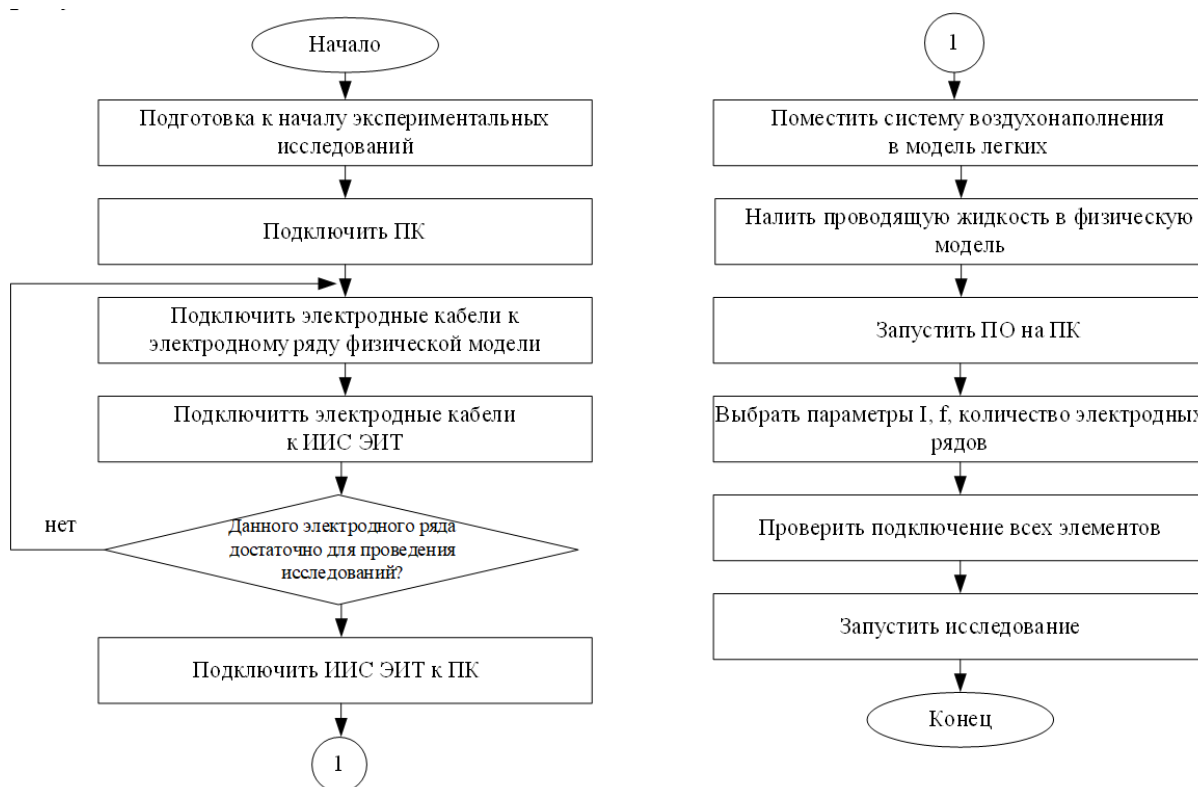 Начало
Подготовка к началу экспериментальных
исследований
Подключить ПК
Подключить электродные кабели к
электродному ряду физической модели
Подключитть электродные кабели
к ИИС ЭИТ
нет
Данного электродного ряда
достаточно для проведения
исследований?
Подключить ИИС ЭИТ к ПК
1
1
Поместить систему воздухонаполнения
в модель легких
Налить проводящую жидкость в физическую
модель
Запустить ПО на ПК
Выбрать параметры I, f, количество электродных
рядов
Проверить подключение всех элементов
Запустить исследование
Конец